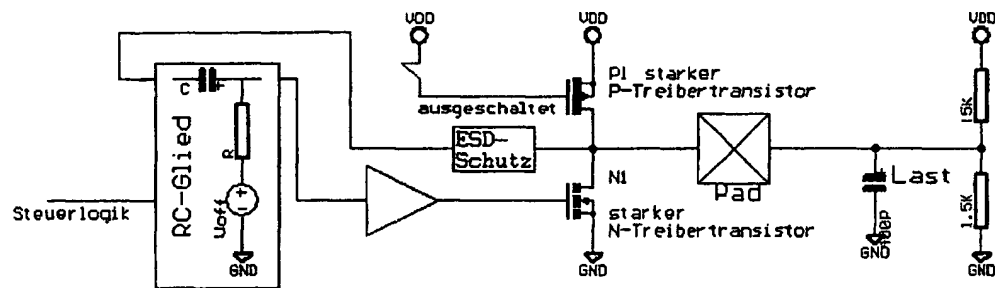 VDD
VDD
VDD
C
+
R
+
-
Uoff
GND
RC-Glied
Steuerlogik
ausgeschaltet
P1 starker
P-Treibertransistor
ESD-
Schutz
N1
starker
N-Treibertransistor
GND
Pad
Last
100P
GND
15K
1.5K
GND